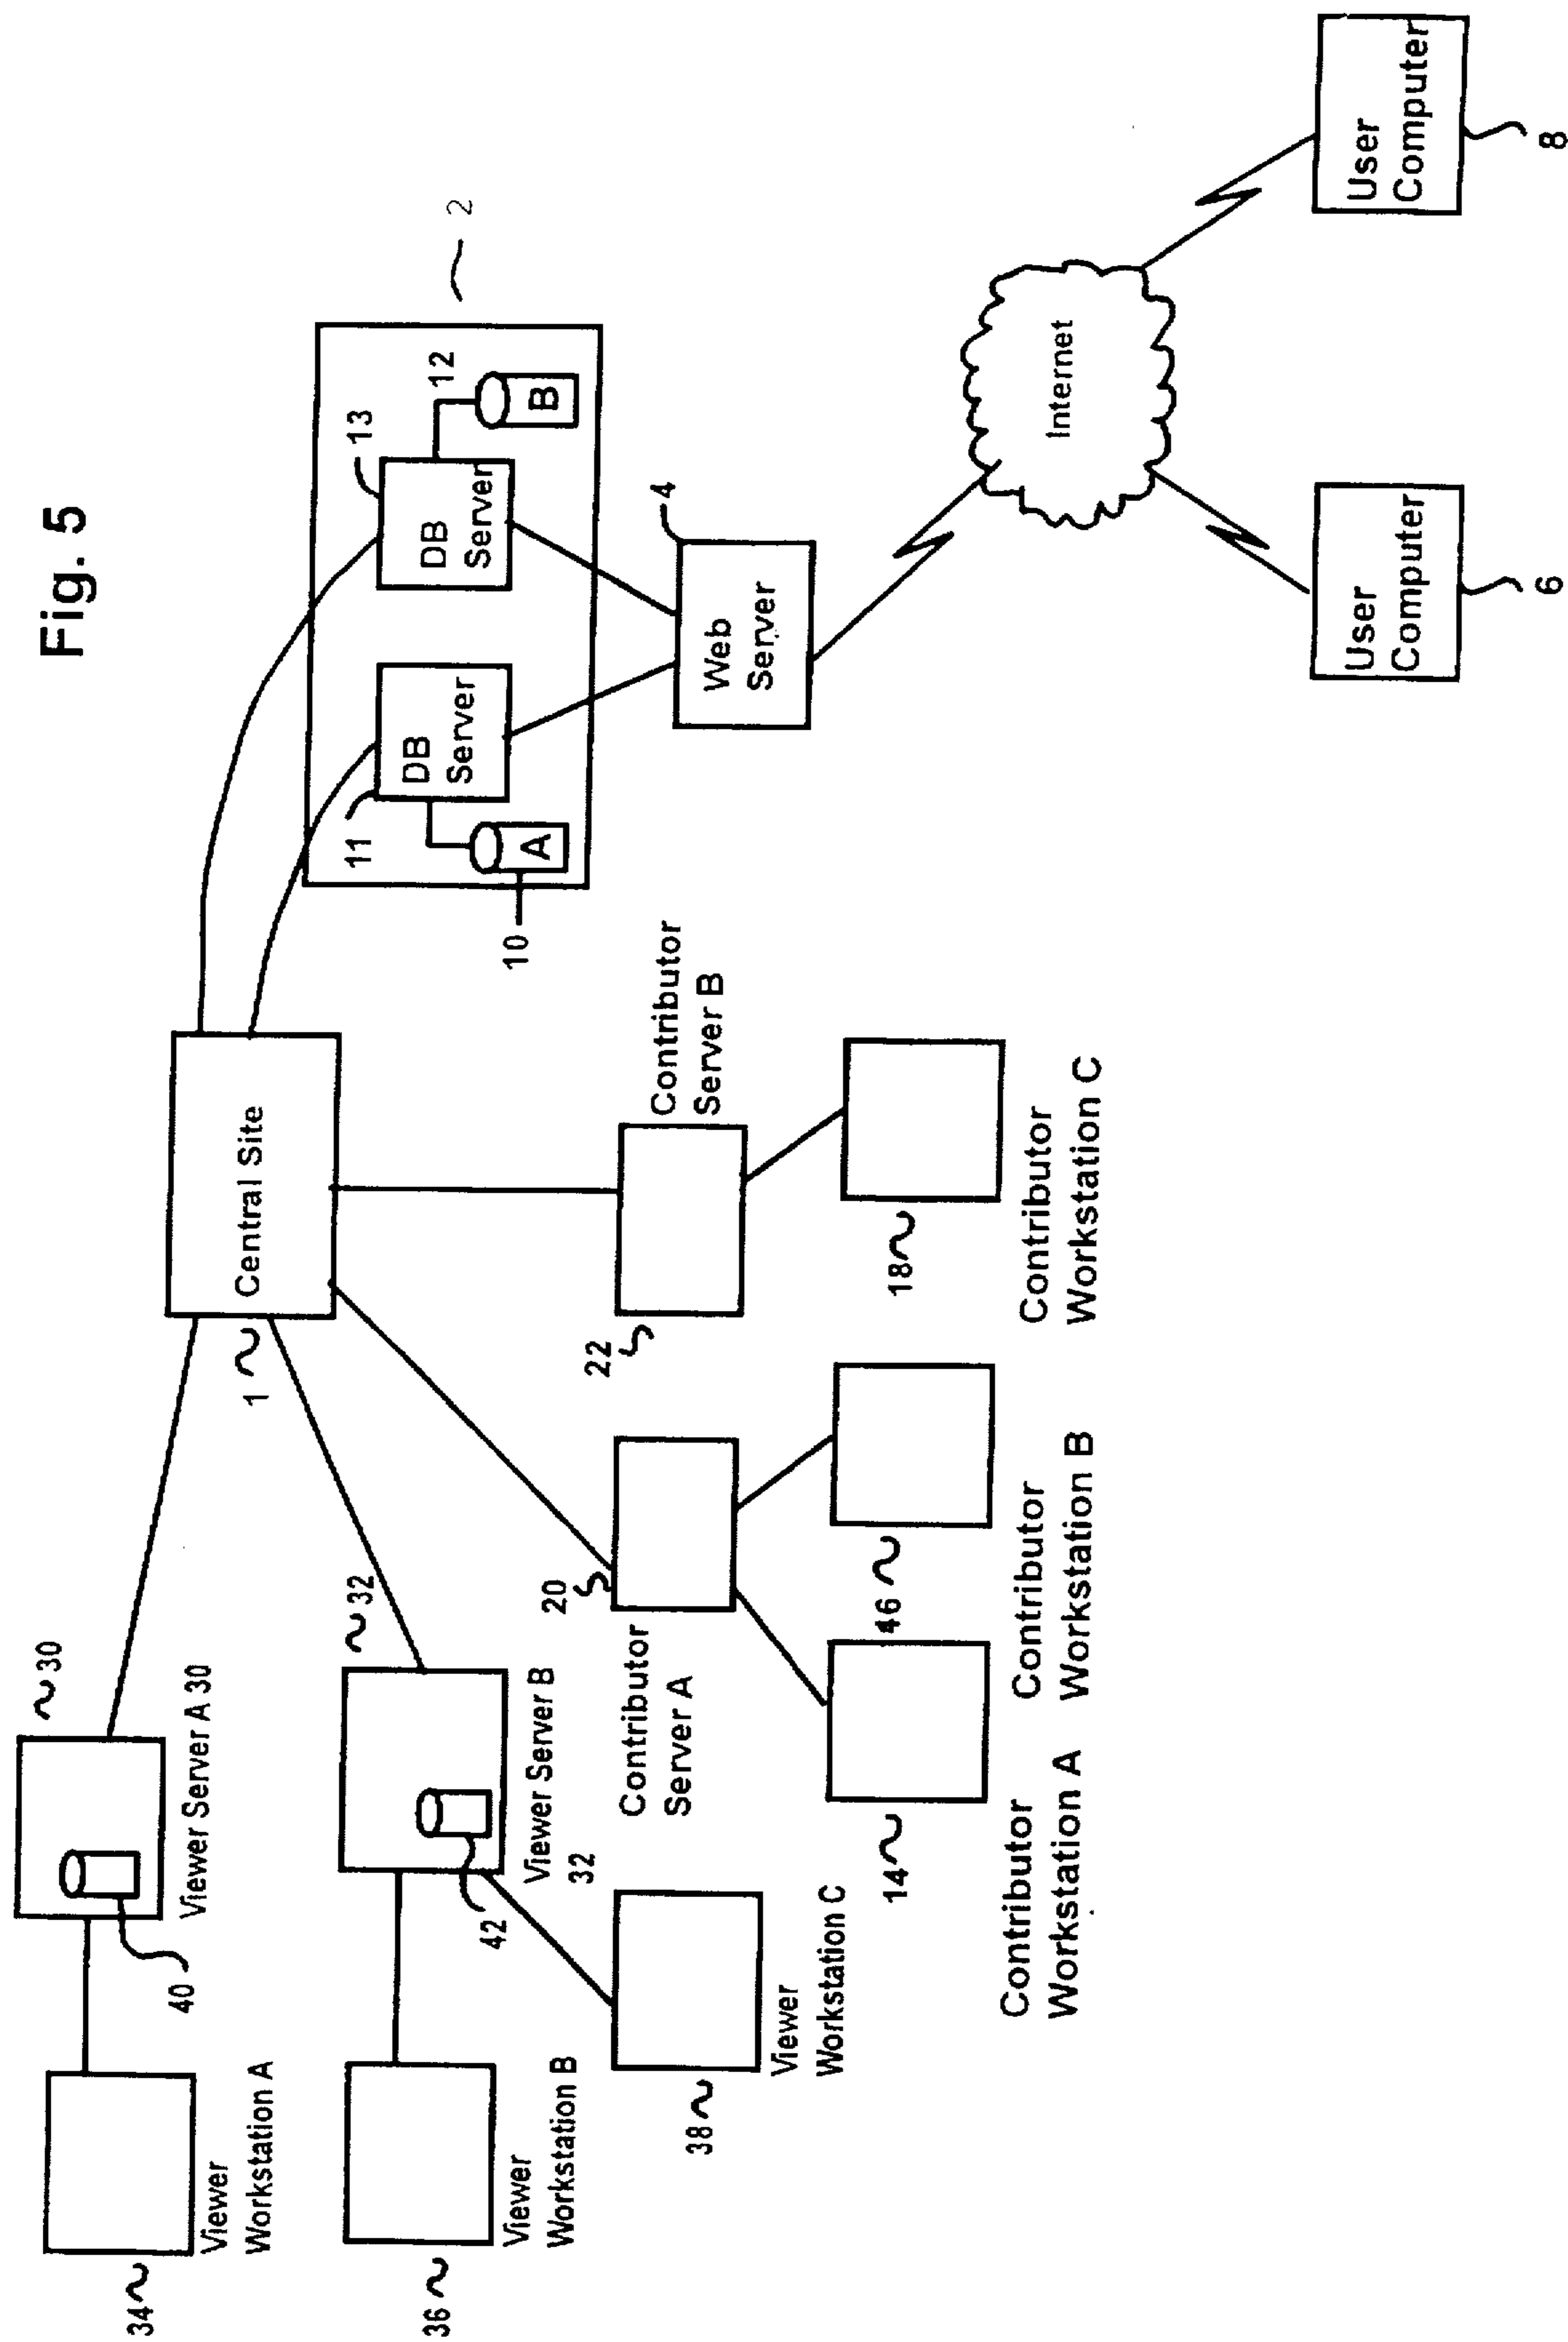 Fig. 5
34
Viewer
Workstation A
40
30
Viewer Server A 30
36
Viewer
Workstation B
42
32
Viewer Server B
32
38
Viewer
Workstation C
1
Central Site
20
Contributor
Server A
22
Contributor
Server B
14
Contributor
Workstation A
46
Contributor
Workstation B
18
Contributor
Workstation C
2
11
DB
Server
10
A
13
DB
Server
12
B
4
Web
Server
Internet
User
Computer
6
User
Computer
8